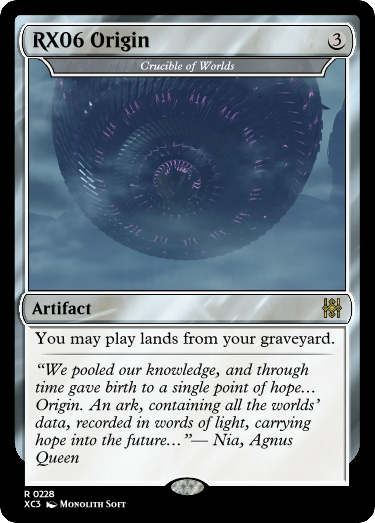 RX06 Origin 3
Crucible of Worlds
Artifact
You may play lands from your graveyard.
“We pooled our knowledge, and through
time gave birth to a single point of hope…
Origin. An ark, containing all the worlds’
data, recorded in words of light, carrying
hope into the future…”— Nia, Agnus
Queen
R 0228
XC3 Monolith Soft